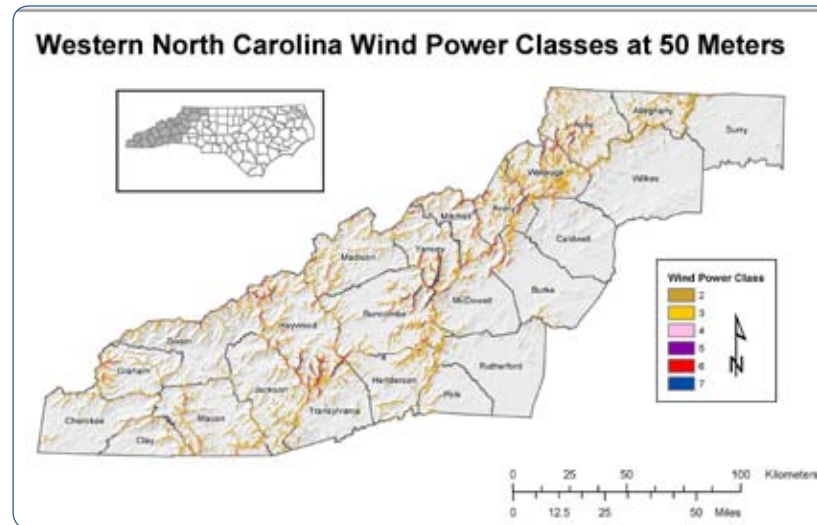 Western North Carolina Wind Power Classes at 50 Meters
Ashe
Alleghany
Surry
Watauga
Wilkes
Avery
Mitchell
Caldwell
Yancey
Madison
Burke
McDowell
Buncombe
Haywood
Swain
Rutherford
Graham
Henderson
Jackson
Polk
Transylvania
Macon
Cherokee
Clay
Wind Power Class
2
3
4
5
6
7
N
0 25 50 100 Kilometers
0 12.5 25 50 Miles